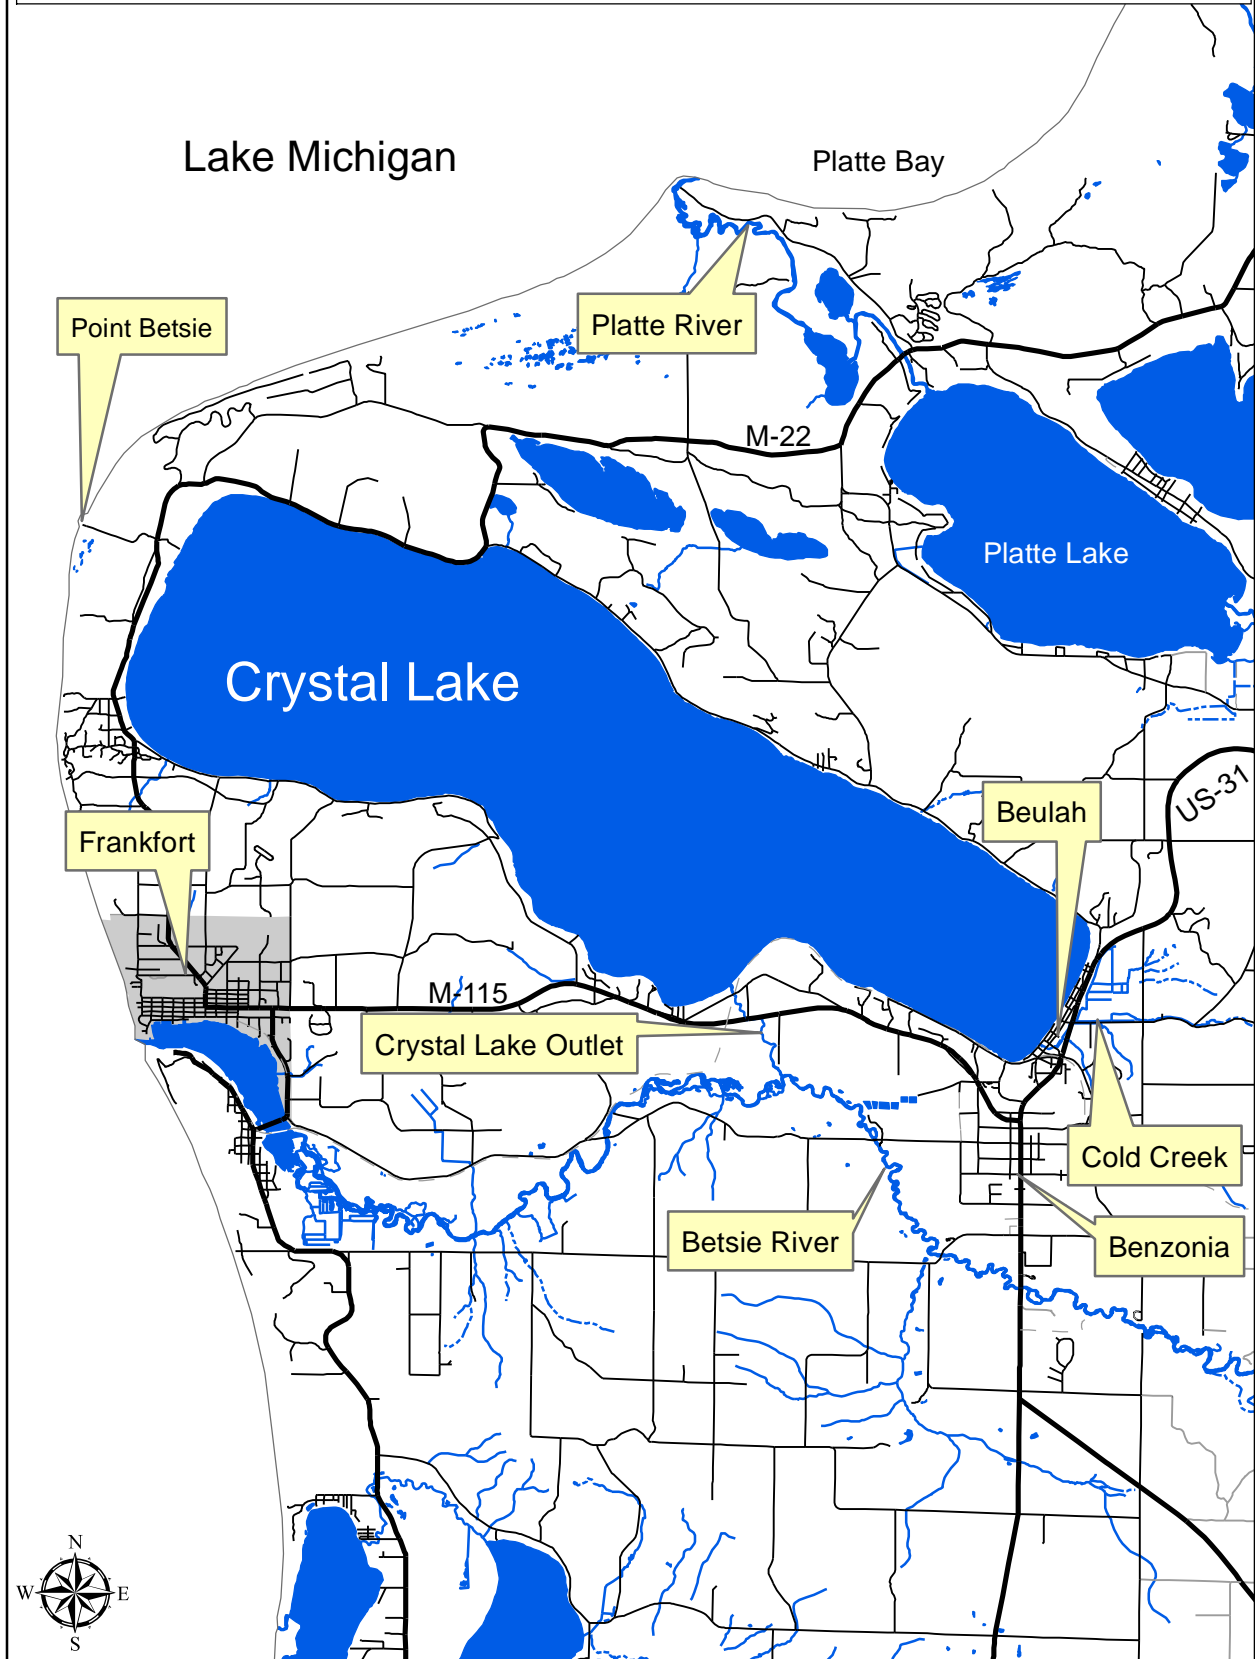 Lake Michigan
Platte Bay
Point Betsie
Platte River
M-22
Platte Lake
Crystal Lake
US-31
Beulah
Frankfort
M-115
Crystal Lake Outlet
Cold Creek
Betsie River
Benzonia
N
W
E
S